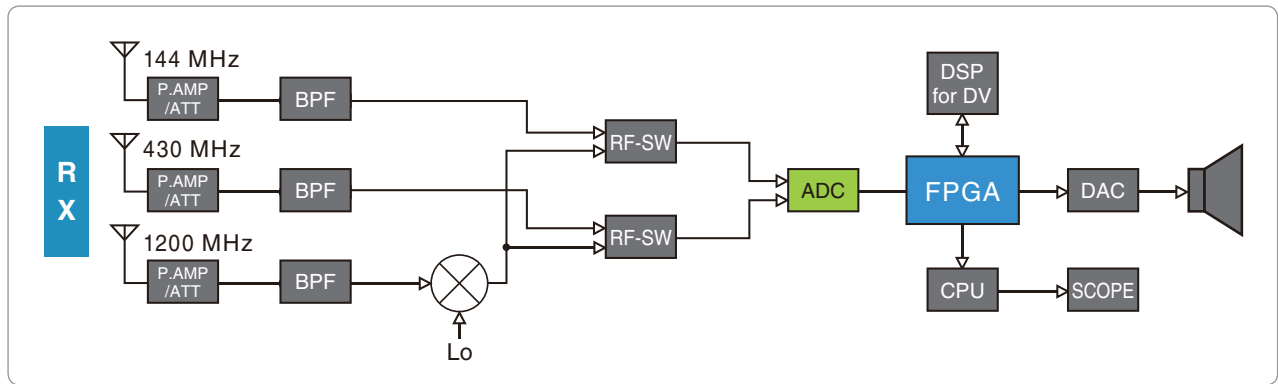 R
X
144 MHz
P.AMP
/ATT
BPF
430 MHz
P.AMP
/ATT
BPF
1200 MHz
P.AMP
/ATT
BPF
Lo
RF-SW
RF-SW
ADC
DSP
for DV
FPGA
DAC
CPU
SCOPE